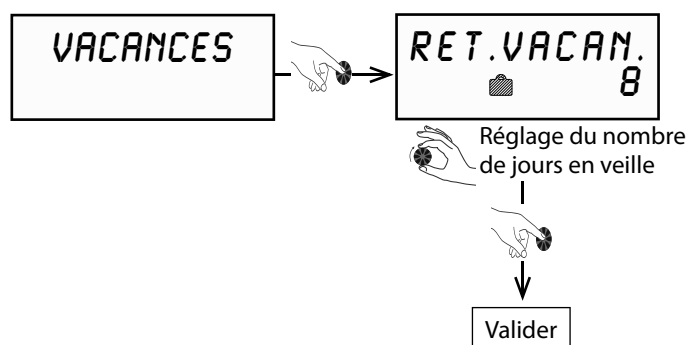 VACANCES
RET.VACAN.
8
Réglage du nombre
de jours en veille
Valider